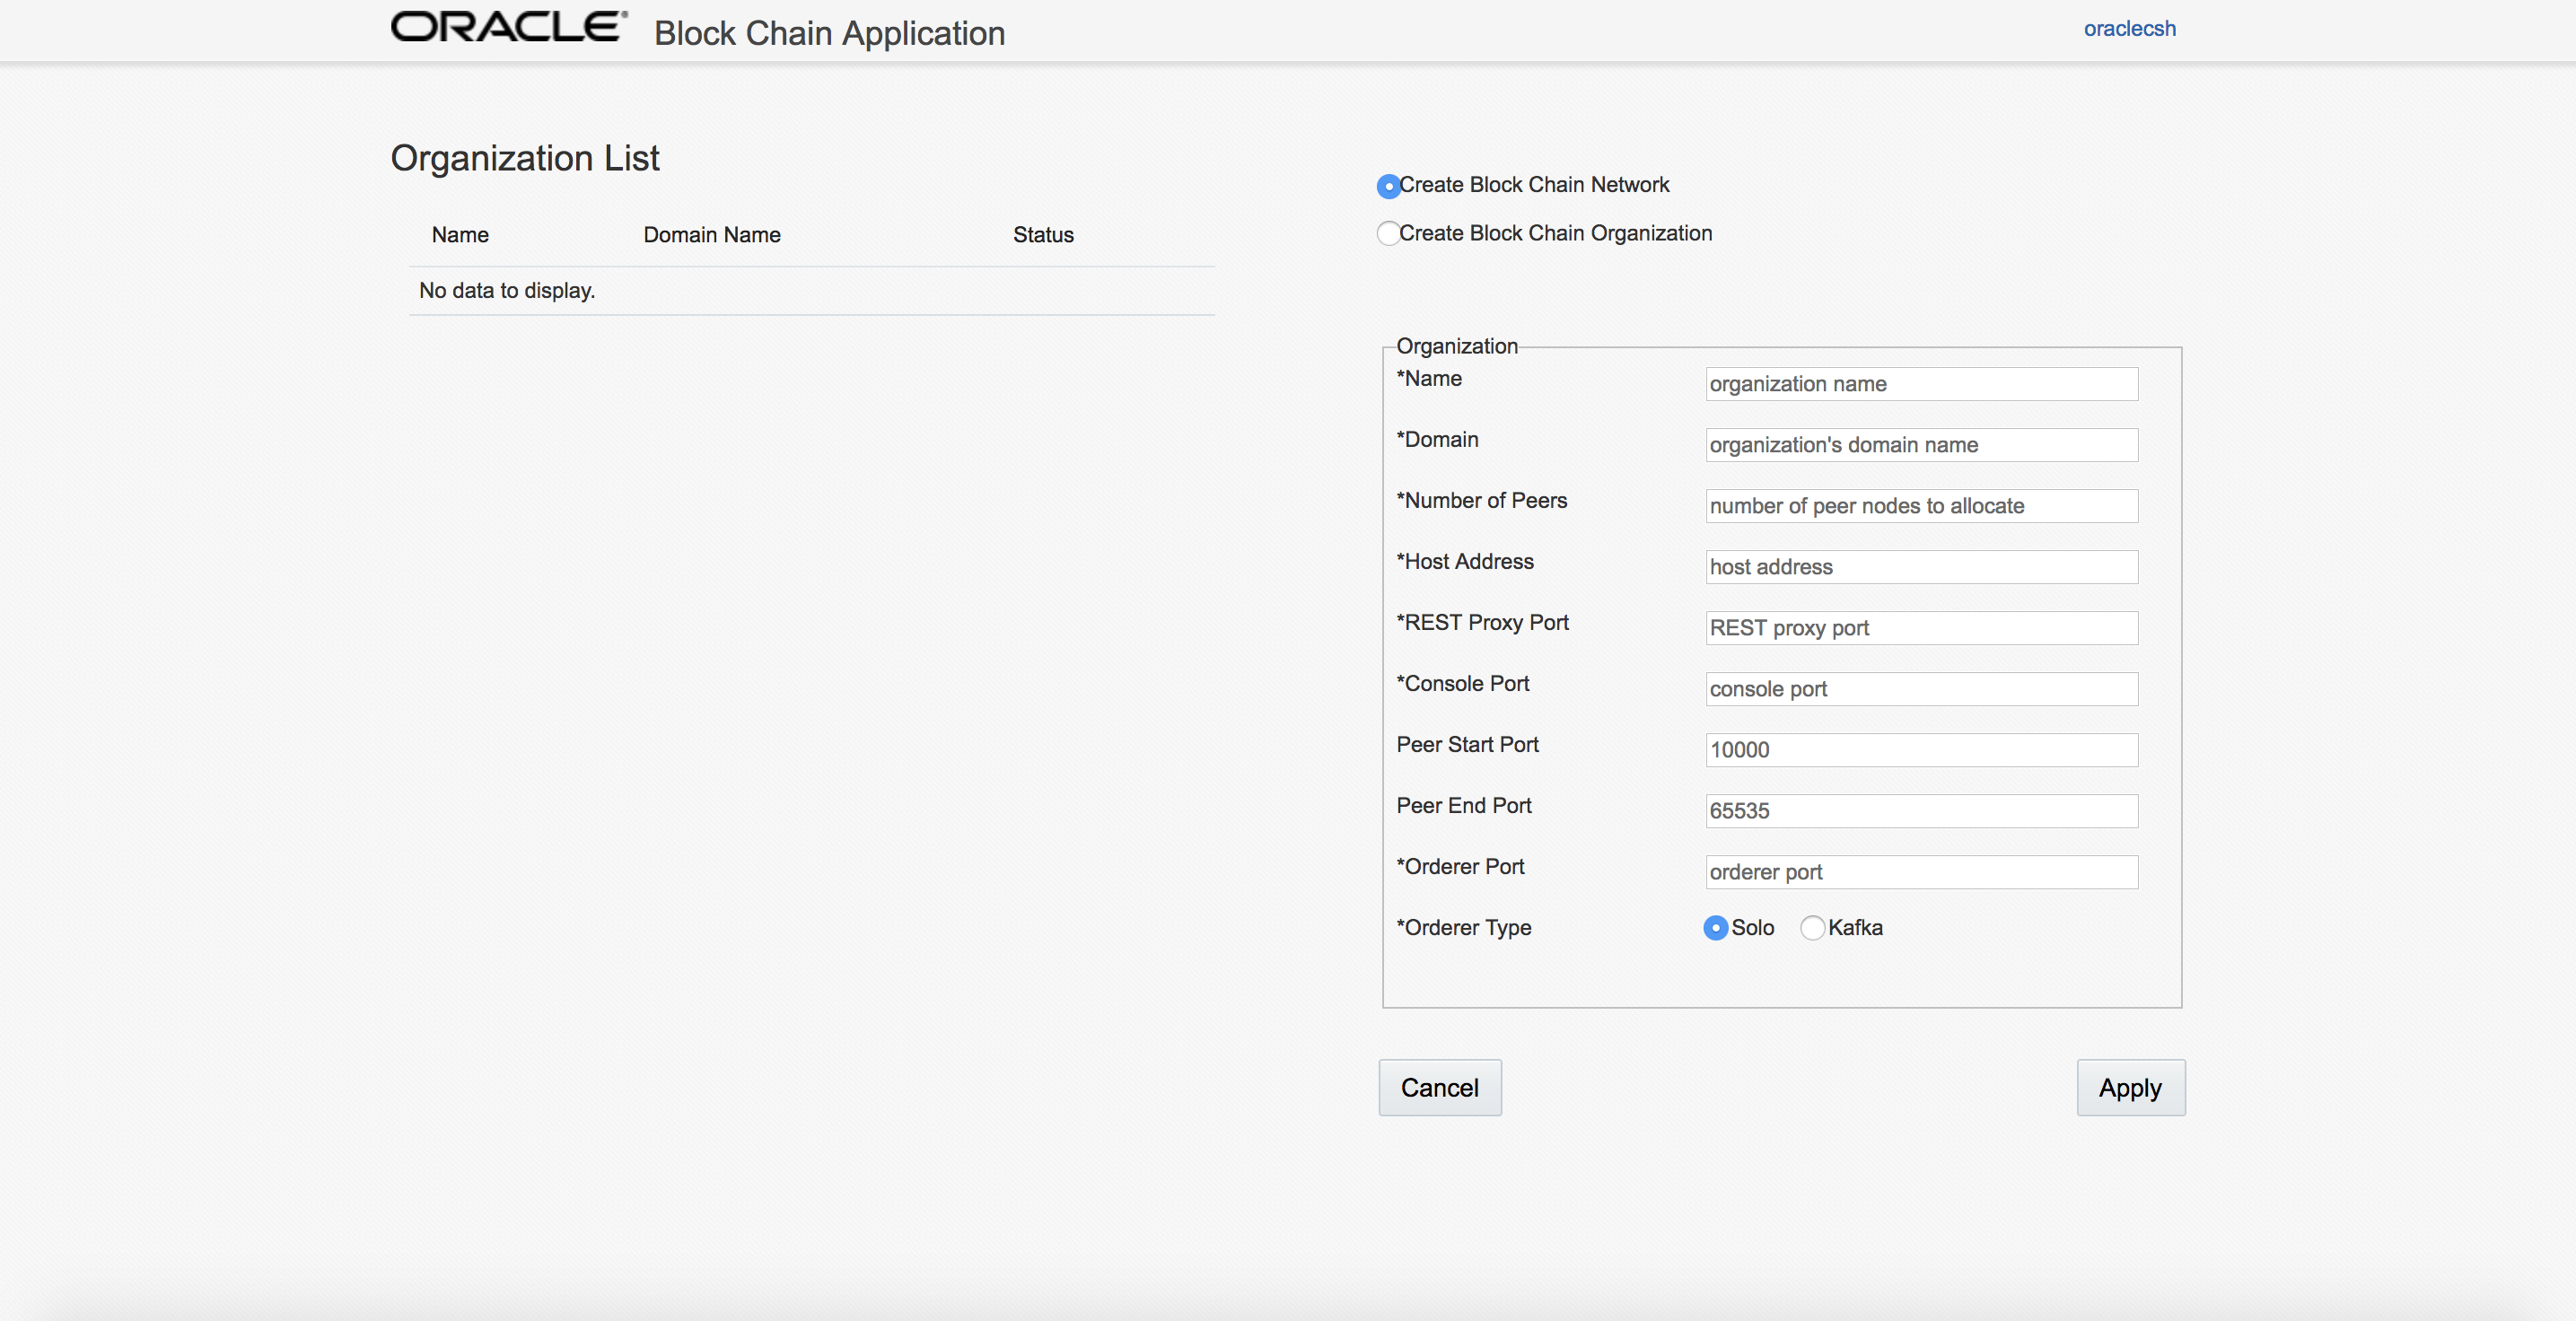 ORACLE® Block Chain Application
oraclecsh
Organization List
Name Domain Name Status
No data to display.
Create Block Chain Network
Create Block Chain Organization
Organization
*Name organization name
*Domain organization's domain name
*Number of Peers number of peer nodes to allocate
*Host Address host address
*REST Proxy Port REST proxy port
*Console Port console port
Peer Start Port 10000
Peer End Port 65535
*Orderer Port orderer port
*Orderer Type Solo Kafka
Cancel Apply